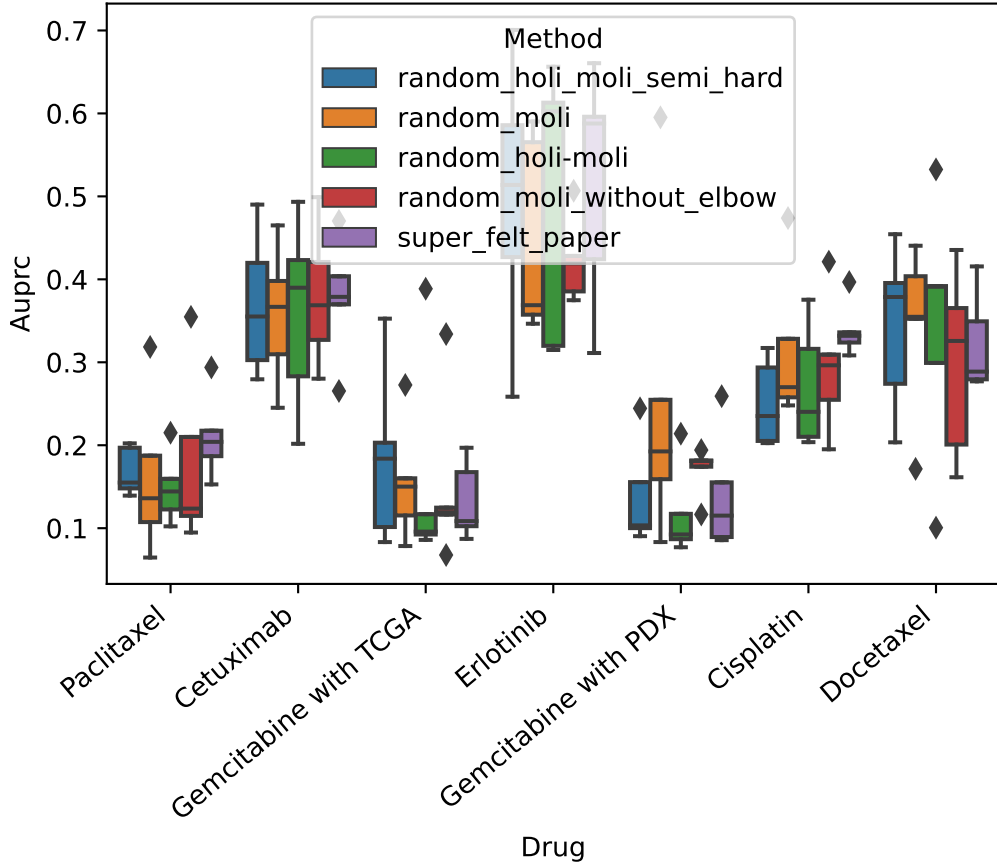 Auprc
0.7
0.6
0.5
0.4
0.3
0.2
0.1
Method
random_holi_moli_semi_hard
random_moli
random_holi-moli
random_moli_without_elbow
super_felt_paper
Paclitaxel
Cetuximab
Gemcitabine with TCGA
Erlotinib
Gemcitabine with PDX
Cisplatin
Docetaxel
Drug